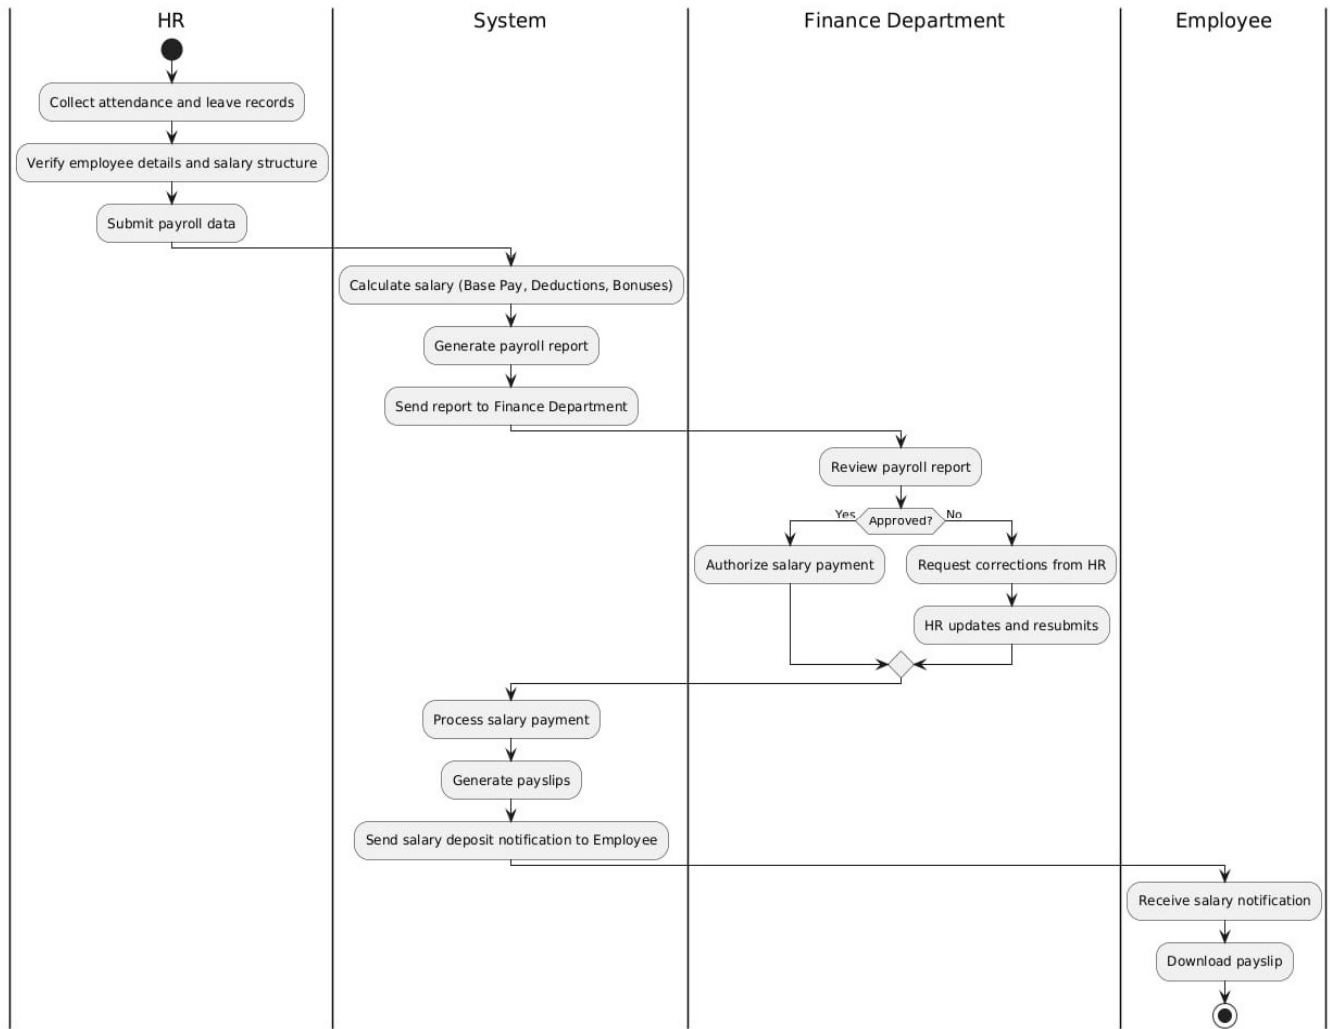 HR
System
Finance Department
Employee
Collect attendance and leave records
Verify employee details and salary structure
Submit payroll data
Calculate salary (Base Pay, Deductions, Bonuses)
Generate payroll report
Send report to Finance Department
Review payroll report
Yes
Approved?
No
Authorize salary payment
Request corrections from HR
HR updates and resubmits
Process salary payment
Generate payslips
Send salary deposit notification to Employee
Receive salary notification
Download payslip